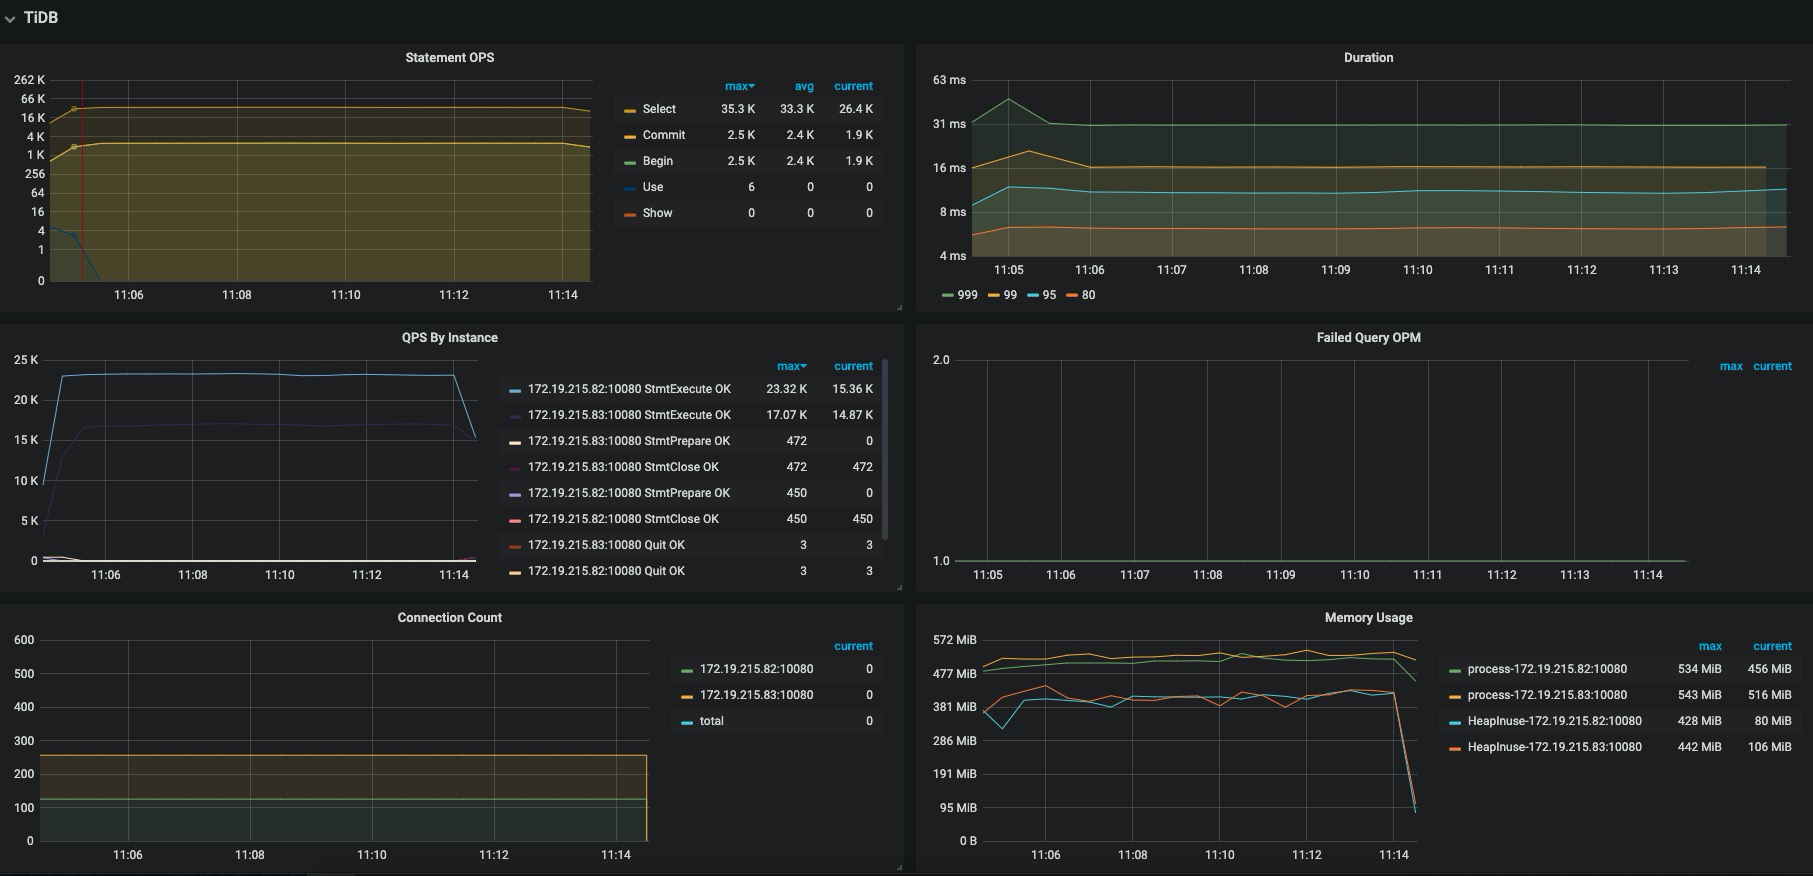 TiDB
Statement OPS
262 K
66 K
16 K
4 K
1 K
256
64
16
4
1
0
11:06 11:08 11:10 11:12 11:14
max avg current
Select 35.3 K 33.3 K 26.4 K
Commit 2.5 K 2.4 K 1.9 K
Begin 2.5 K 2.4 K 1.9 K
Use 6 0 0
Show 0 0 0
Duration
63 ms
31 ms
16 ms
8 ms
4 ms
11:05 11:06 11:07 11:08 11:09 11:10 11:11 11:12 11:13 11:14
999 99 95 80
QPS By Instance
25 K
20 K
15 K
10 K
5 K
0
11:06 11:08 11:10 11:12 11:14
max current
172.19.215.82:10080 StmtExecute OK 23.32 K 15.36 K
172.19.215.83:10080 StmtExecute OK 17.07 K 14.87 K
172.19.215.83:10080 StmtPrepare OK 472 0
172.19.215.83:10080 StmtClose OK 472 472
172.19.215.82:10080 StmtPrepare OK 450 0
172.19.215.82:10080 StmtClose OK 450 450
172.19.215.83:10080 Quit OK 3 3
172.19.215.82:10080 Quit OK 3 3
Failed Query OPM
2.0
1.0
11:05 11:06 11:07 11:08 11:09 11:10 11:11 11:12 11:13 11:14
max current
Connection Count
600
500
400
300
200
100
0
11:06 11:08 11:10 11:12 11:14
current
172.19.215.82:10080 0
172.19.215.83:10080 0
total 0
Memory Usage
572 MiB
477 MiB
381 MiB
286 MiB
191 MiB
95 MiB
0 B
11:06 11:08 11:10 11:12 11:14
max current
process-172.19.215.82:10080 534 MiB 456 MiB
process-172.19.215.83:10080 543 MiB 516 MiB
HeapInuse-172.19.215.82:10080 428 MiB 80 MiB
HeapInuse-172.19.215.83:10080 442 MiB 106 MiB